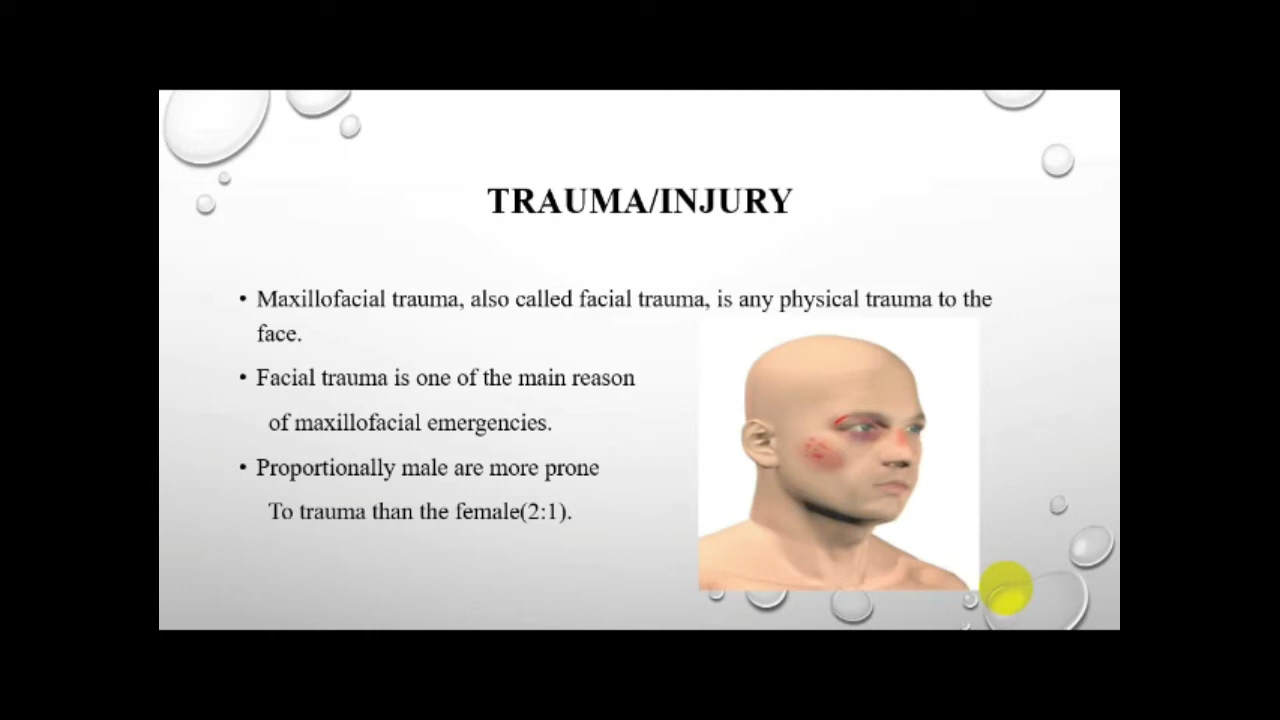 TRAUMA/INJURY
• Maxillofacial trauma, also called facial trauma, is any physical trauma to the
face.
• Facial trauma is one of the main reason
of maxillofacial emergencies.
• Proportionally male are more prone
To trauma than the female(2:1).